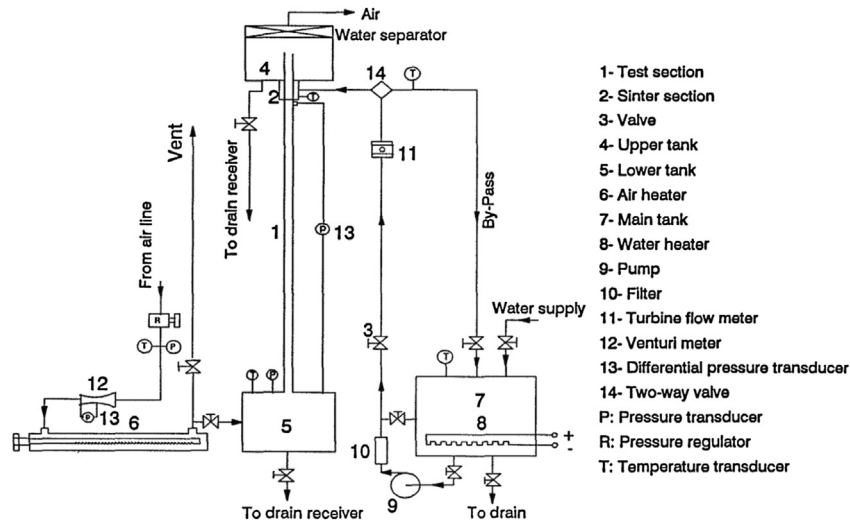 Air
Water separator
4
14
T
2
T
11
Vent
To drain receiver
By-Pass
1
P
13
From air line
R
T
P
Water supply
3
12
13
P
6
T
P
5
T
7
8
+
-
10
9
To drain receiver
To drain
1- Test section
2- Sinter section
3- Valve
4- Upper tank
5- Lower tank
6- Air heater
7- Main tank
8- Water heater
9- Pump
10- Filter
11- Turbine flow meter
12- Venturi meter
13- Differential pressure transducer
14- Two-way valve
P: Pressure transducer
R: Pressure regulator
T: Temperature transducer